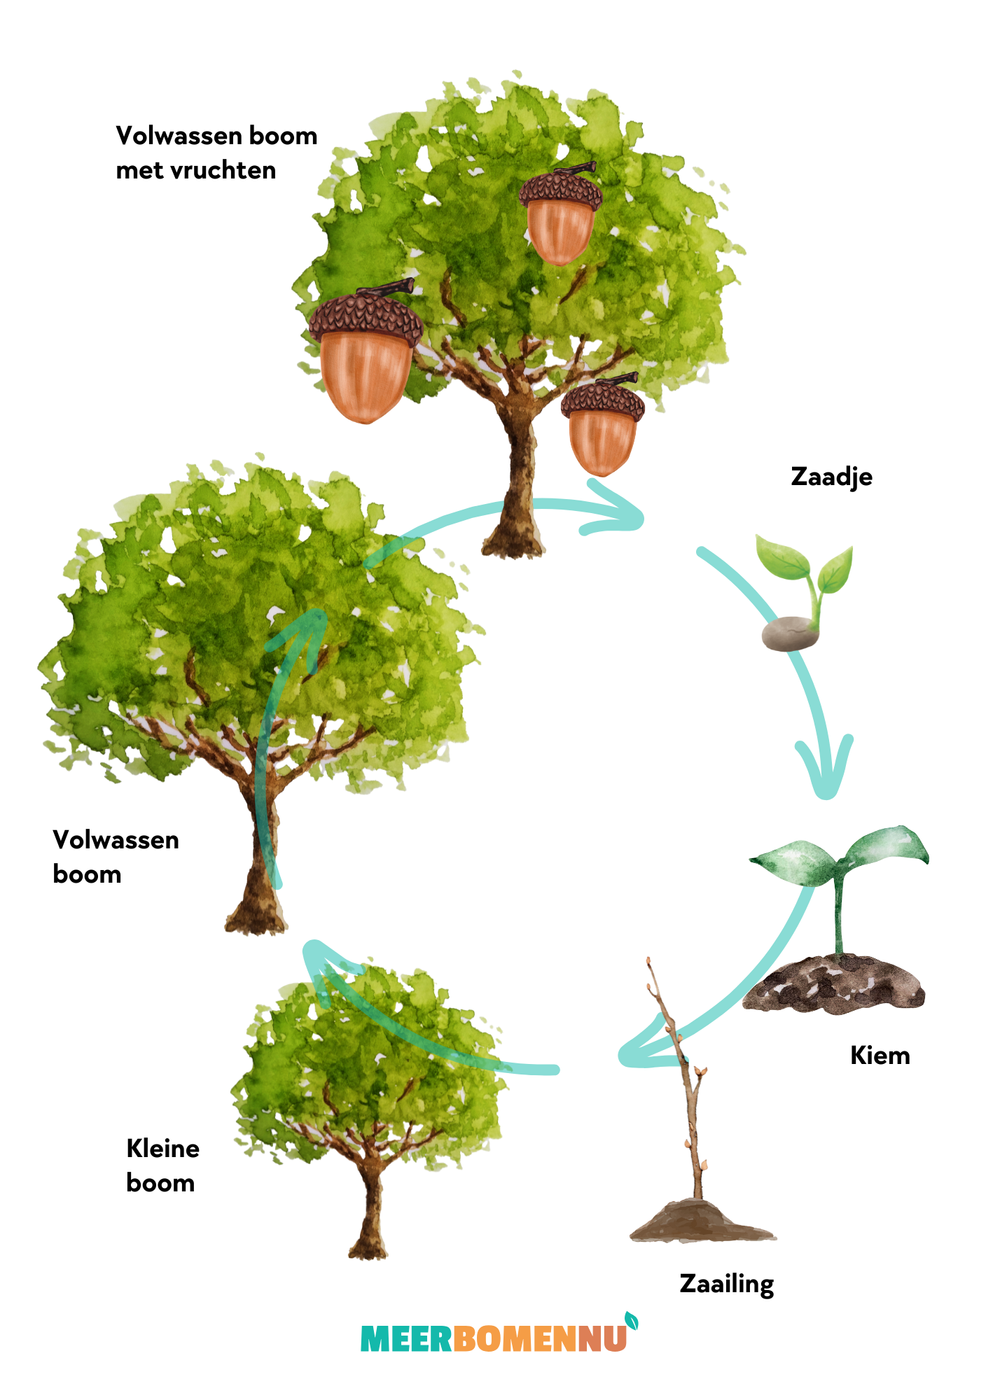 Volwassen boom
met vruchten
Zaadje
Volwassen
boom
Kiem
Kleine
boom
Zaailing
MEERBOMENNU